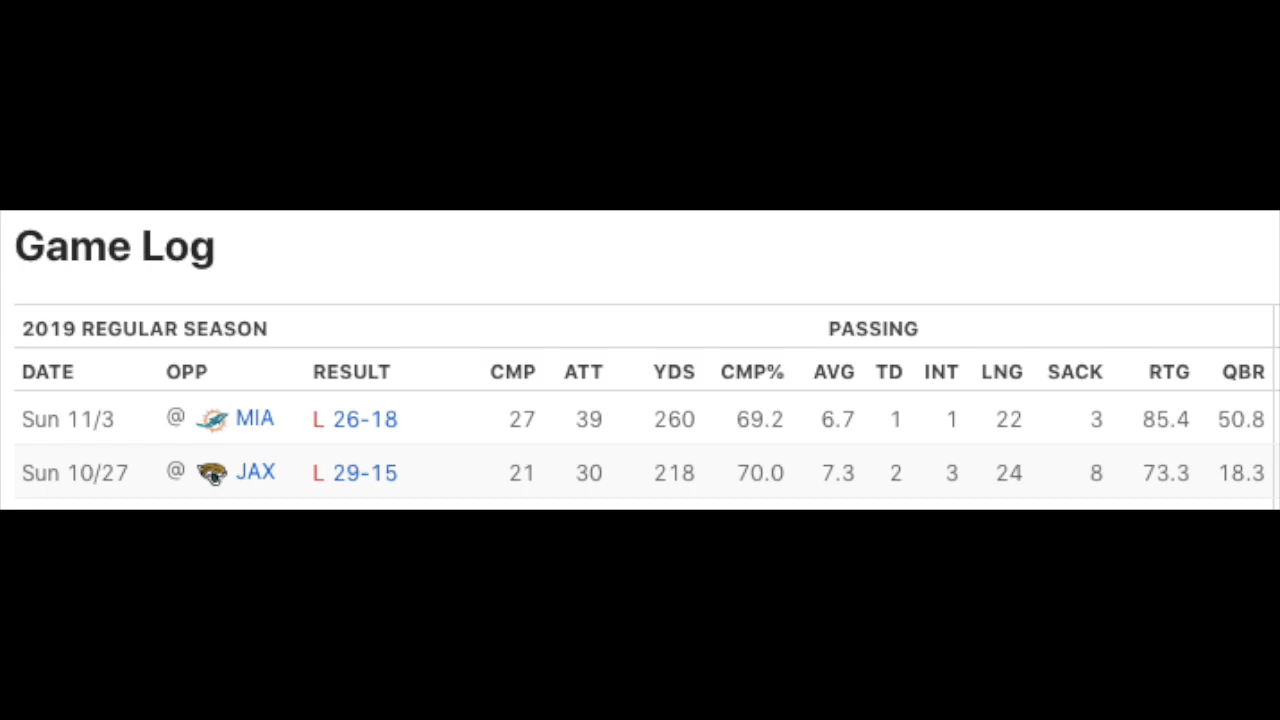 Game Log
2019 REGULAR SEASON PASSING
DATE OPP RESULT CMP ATT YDS CMP% AVG TD INT LNG SACK RTG QBR
Sun 11/3 @ MIA L 26-18 27 39 260 69.2 6.7 1 1 22 3 85.4 50.8
Sun 10/27 @ JAX L 29-15 21 30 218 70.0 7.3 2 3 24 8 73.3 18.3